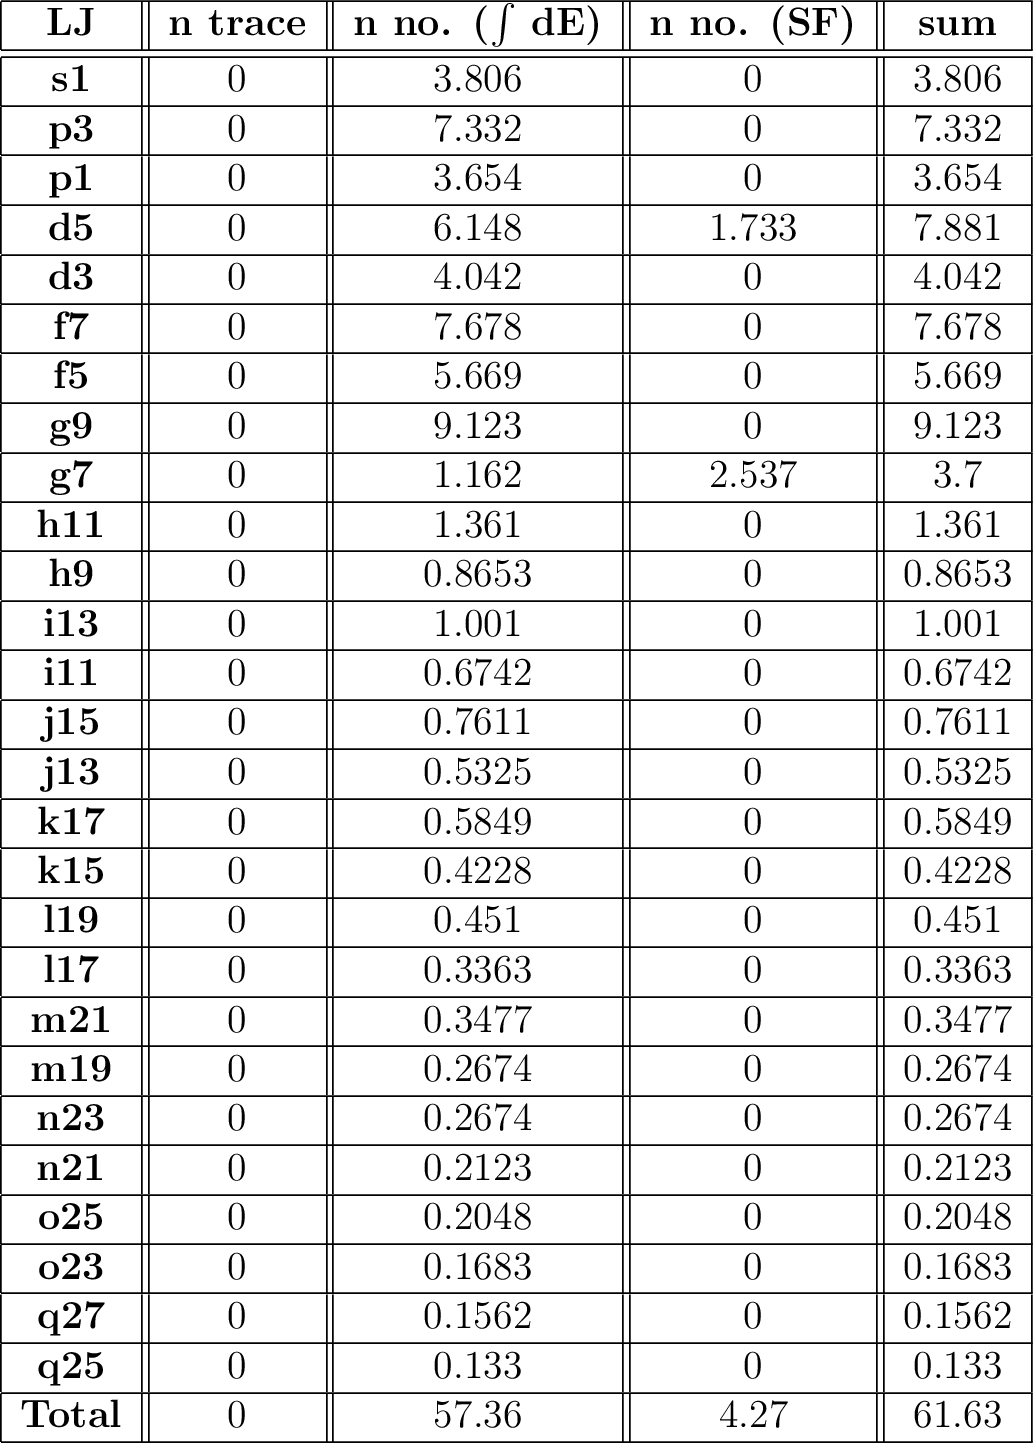 LJ n trace n no. (∫ dE) n no. (SF) sum
s1 0 3.806 0 3.806
p3 0 7.332 0 7.332
p1 0 3.654 0 3.654
d5 0 6.148 1.733 7.881
d3 0 4.042 0 4.042
f7 0 7.678 0 7.678
f5 0 5.669 0 5.669
g9 0 9.123 0 9.123
g7 0 1.162 2.537 3.7
h11 0 1.361 0 1.361
h9 0 0.8653 0 0.8653
i13 0 1.001 0 1.001
i11 0 0.6742 0 0.6742
j15 0 0.7611 0 0.7611
j13 0 0.5325 0 0.5325
k17 0 0.5849 0 0.5849
k15 0 0.4228 0 0.4228
l19 0 0.451 0 0.451
l17 0 0.3363 0 0.3363
m21 0 0.3477 0 0.3477
m19 0 0.2674 0 0.2674
n23 0 0.2674 0 0.2674
n21 0 0.2123 0 0.2123
o25 0 0.2048 0 0.2048
o23 0 0.1683 0 0.1683
q27 0 0.1562 0 0.1562
q25 0 0.133 0 0.133
Total 0 57.36 4.27 61.63